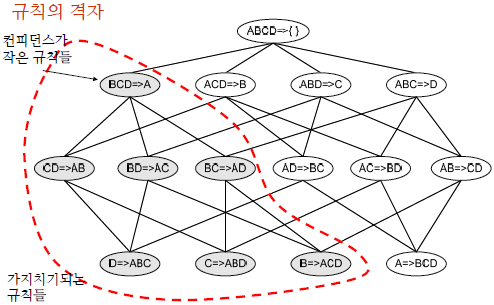 규칙의 격자
컨피던스가
작은 규칙들
ABCD=>{ }
BCD=>A
ACD=>B
ABD=>C
ABC=>D
CD=>AB
BD=>AC
BC=>AD
AD=>BC
AC=>BD
AB=>CD
D=>ABC
C=>ABD
B=>ACD
A=>BCD
가지치기되는
규칙들